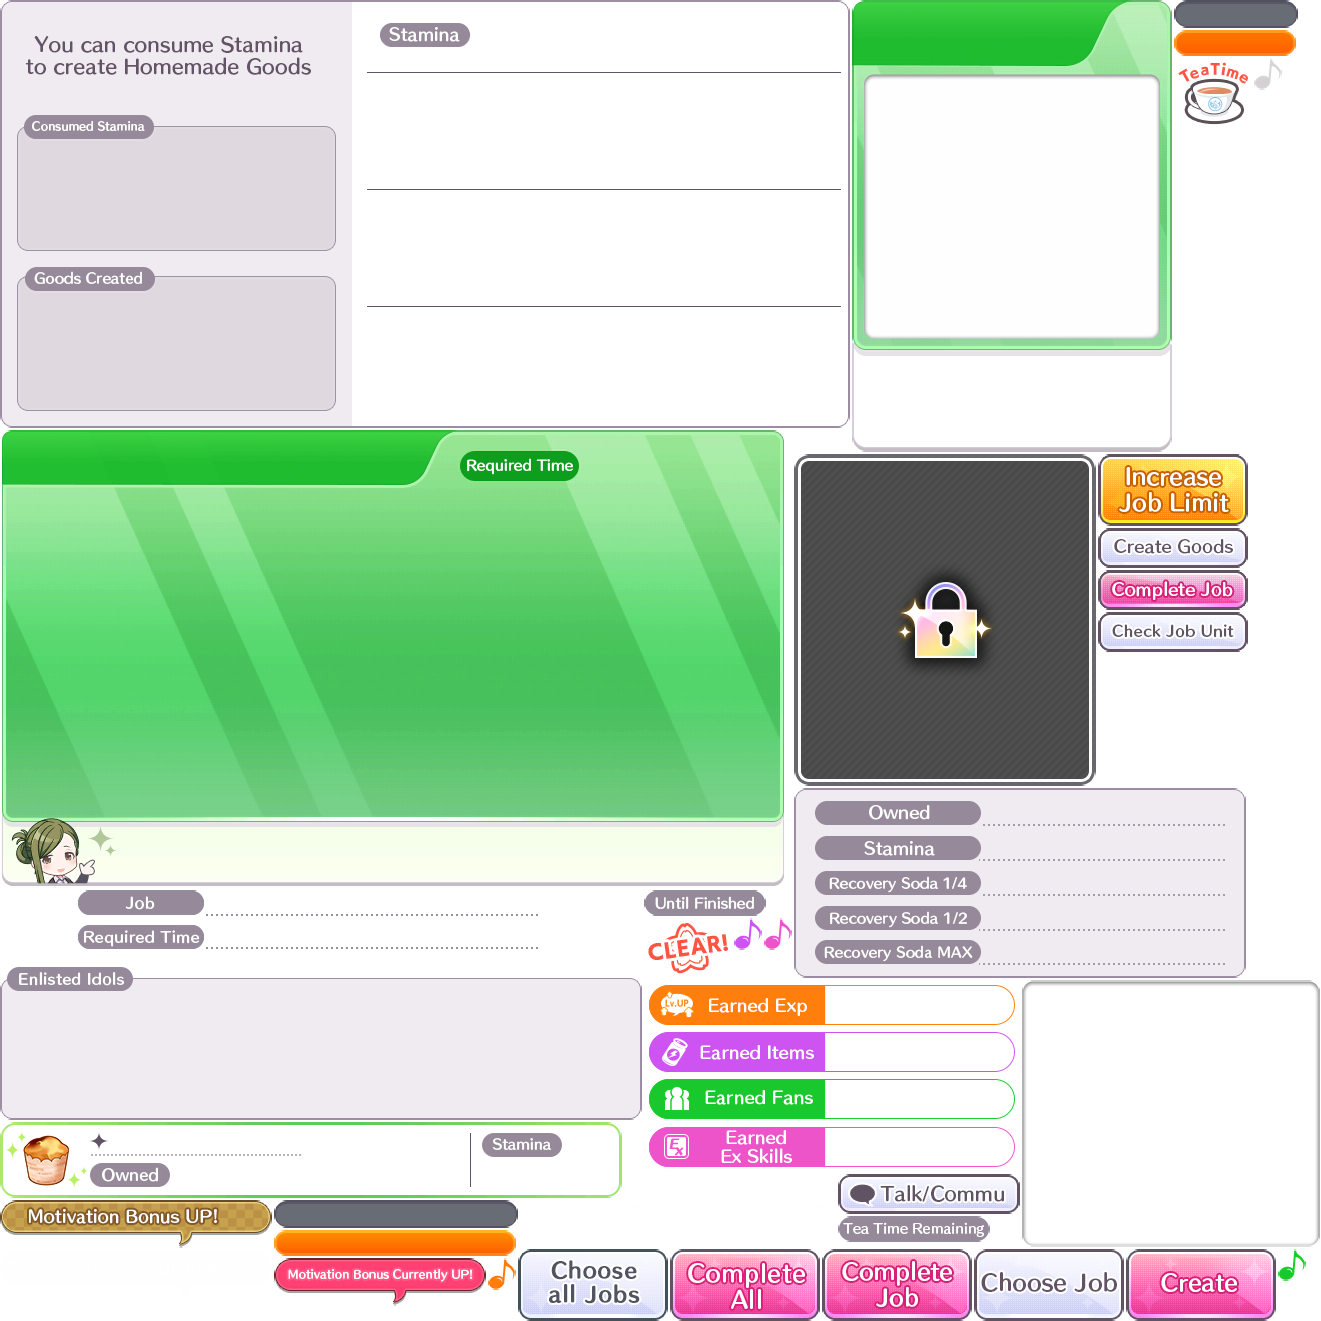 You can consume Stamina
to create Homemade Goods
Consumed Stamina
Goods Created
Stamina
TeaTime
Required Time
Increase
Job Limit
Create Goods
Complete Job
Check Job Unit
Owned
Stamina
Recovery Soda 1/4
Recovery Soda 1/2
Recovery Soda MAX
Job
Required Time
Until Finished
CLEAR!
Enlisted Idols
Lv.UP
Earned Exp
Earned Items
Earned Fans
Ex
Earned
Ex Skills
Stamina
Owned
Talk/Commu
Tea Time Remaining
Motivation Bonus UP!
Motivation Bonus Currently UP!
Choose
all Jobs
Complete
All
Complete
Job
Choose Job
Create